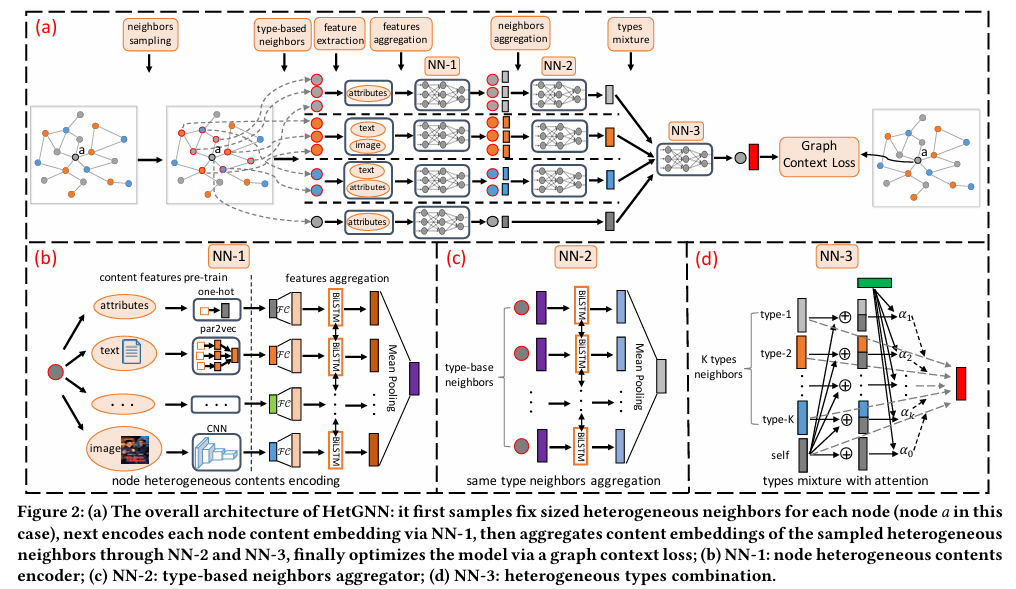 (a)
neighbors
sampling
type-based
neighbors
feature
extraction
features
aggregation
neighbors
aggregation
types
mixture
NN-1
NN-2
attributes
text
image
text
attributes
attributes
a
a
NN-3
Graph
Context Loss
a
(b)
NN-1
content features pre-train
features aggregation
attributes
one-hot
FC
BiLSTM
text
par2vec
FC
BiLSTM
. . . .
. . . .
FC
image
CNN
FC
BiLSTM
Mean Pooling
node heterogeneous contents encoding
(c)
NN-2
type-base
neighbors
BiLSTM
BiLSTM
BiLSTM
Mean Pooling
same type neighbors aggregation
(d)
NN-3
K types
neighbors
type-1
type-2
type-K
self
α1
α2
αk
α0
types mixture with attention
Figure 2: (a) The overall architecture of HetGNN: it first samples fix sized heterogeneous neighbors for each node (node a in this
case), next encodes each node content embedding via NN-1, then aggregates content embeddings of the sampled heterogeneous
neighbors through NN-2 and NN-3, finally optimizes the model via a graph context loss; (b) NN-1: node heterogeneous contents
encoder; (c) NN-2: type-based neighbors aggregator; (d) NN-3: heterogeneous types combination.